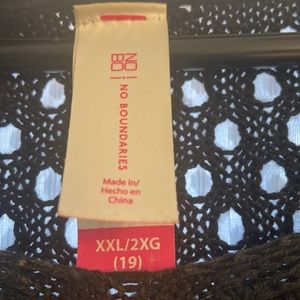 NO
BO
NO BOUNDARIES
Made in/
Hecho en
China
XXL/2XG
(19)